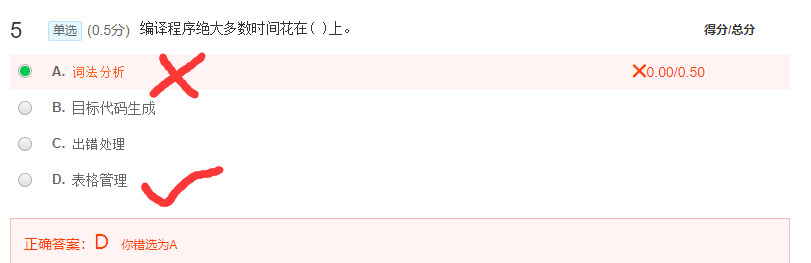 5 单选 (0.5分) 编译程序绝大多数时间花在( )上。 得分/总分
A. 词法分析 ×0.00/0.50
B. 目标代码生成
C. 出错处理
D. 表格管理
正确答案：D 你错选为A